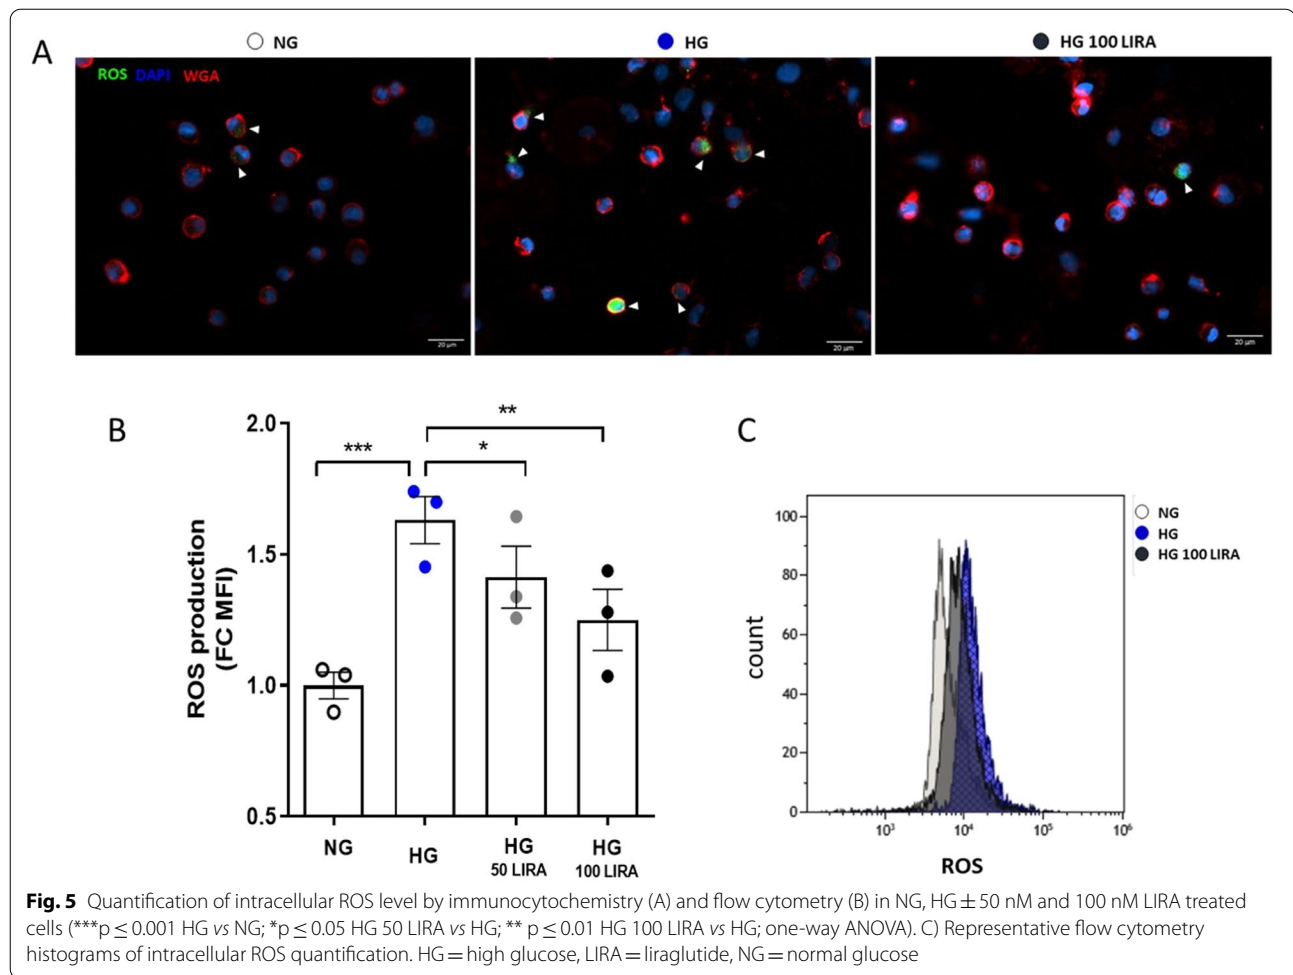 A
NG
HG
HG 100 LIRA
ROS DAPI WGA
20 µm
20 µm
20 µm
B
2.0
1.5
1.0
0.5
ROS production
(FC MFI)
***
*
**
NG
HG
HG
50 LIRA
HG
100 LIRA
C
100
80
60
40
20
0
count
10³ 10⁴ 10⁵ 10⁶
ROS
NG
HG
HG 100 LIRA
Fig. 5 Quantification of intracellular ROS level by immunocytochemistry (A) and flow cytometry (B) in NG, HG ± 50 nM and 100 nM LIRA treated
cells (***p ≤ 0.001 HG vs NG; *p ≤ 0.05 HG 50 LIRA vs HG; ** p ≤ 0.01 HG 100 LIRA vs HG; one-way ANOVA). C) Representative flow cytometry
histograms of intracellular ROS quantification. HG = high glucose, LIRA = liraglutide, NG = normal glucose